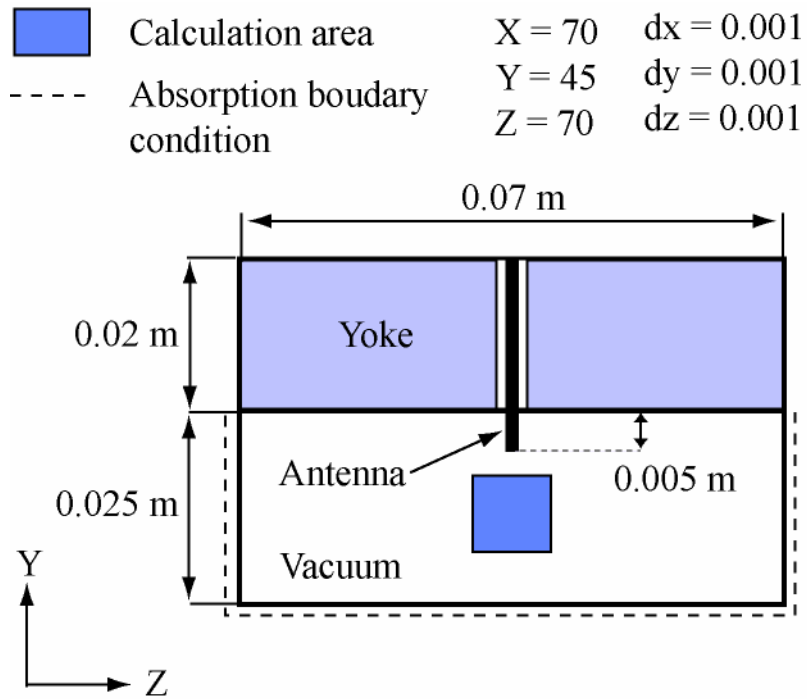 Calculation area
Absorption boudary
condition
X = 70 dx = 0.001
Y = 45 dy = 0.001
Z = 70 dz = 0.001
0.07 m
0.02 m
Yoke
Antenna
0.005 m
0.025 m
Vacuum
Y
Z